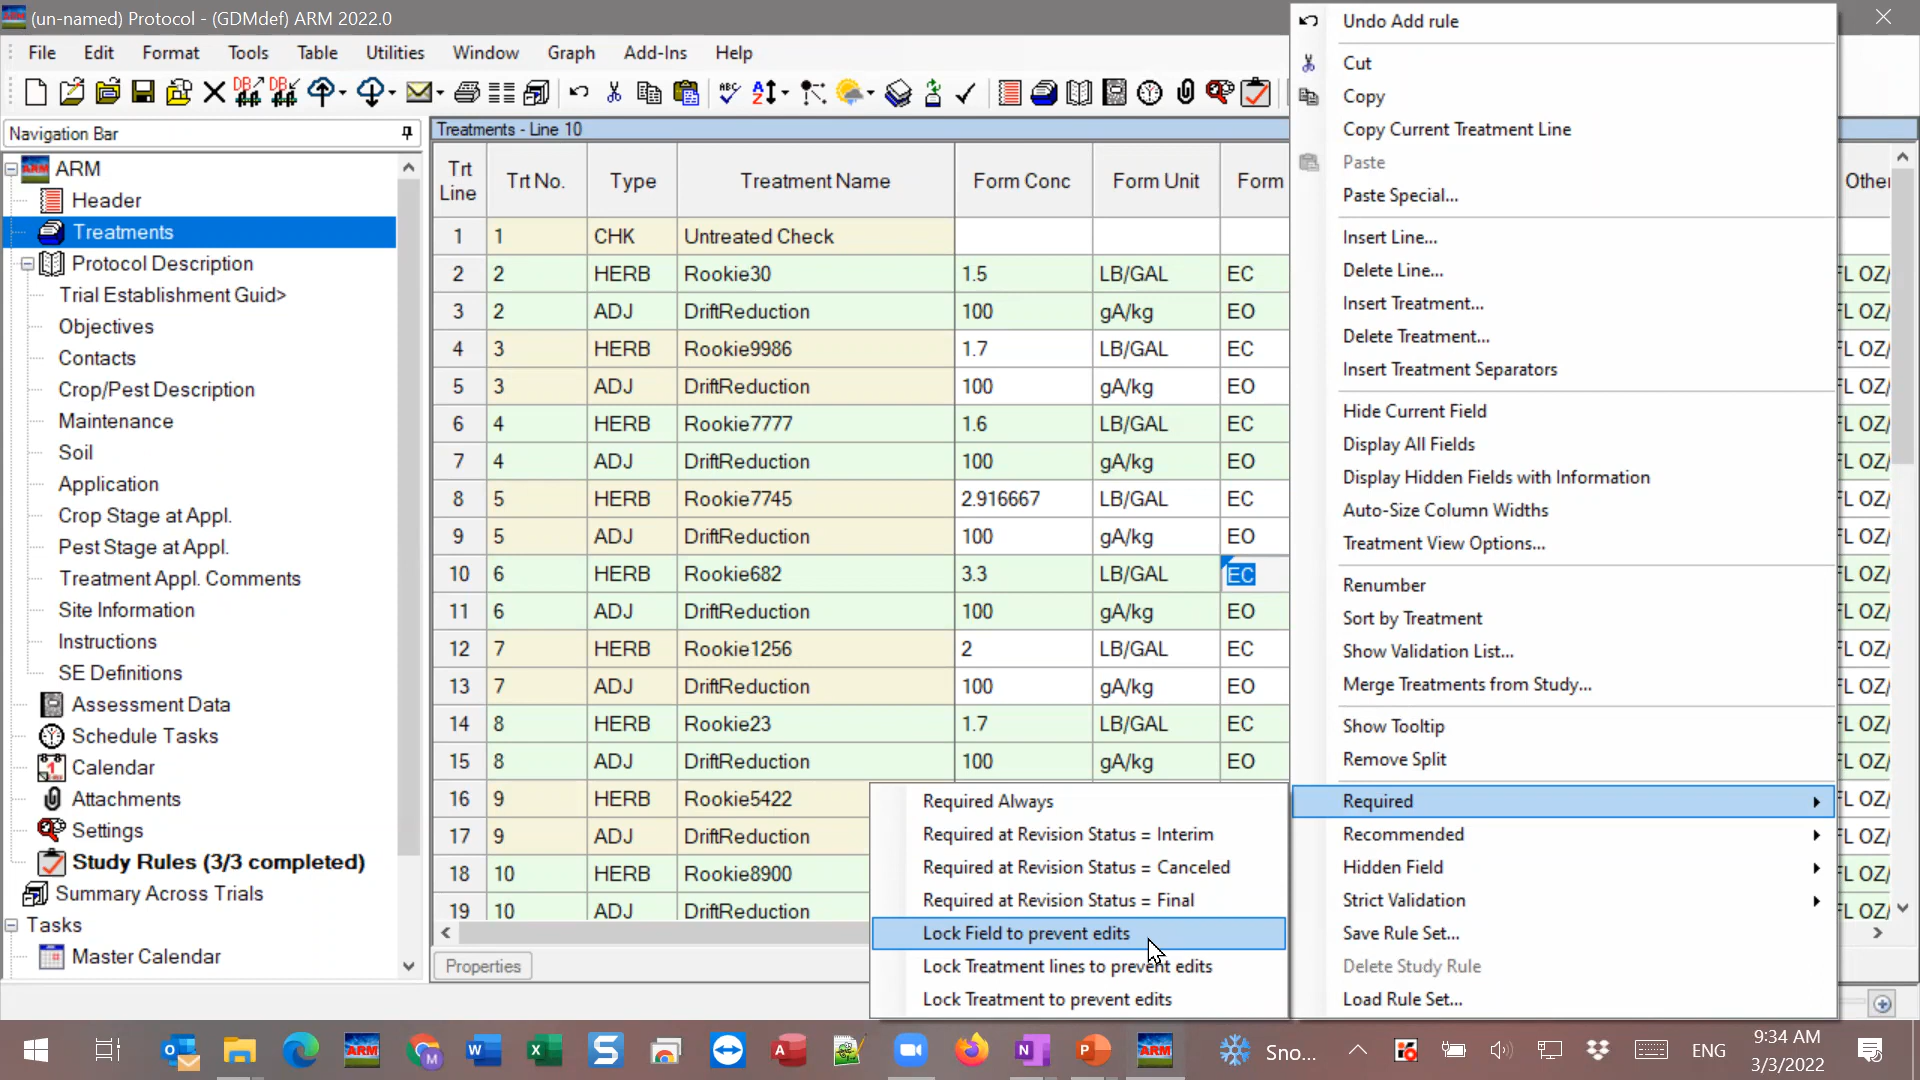 (un-named) Protocol - (GDMdef) ARM 2022.0
File Edit Format Tools Table Utilities Window Graph Add-Ins Help
Navigation Bar
ARM
Header
Treatments
Protocol Description
Trial Establishment Guid>
Objectives
Contacts
Crop/Pest Description
Maintenance
Soil
Application
Crop Stage at Appl.
Pest Stage at Appl.
Treatment Appl. Comments
Site Information
Instructions
SE Definitions
Assessment Data
Schedule Tasks
Calendar
Attachments
Settings
Study Rules (3/3 completed)
Summary Across Trials
Tasks
Master Calendar
Treatments - Line 10
Trt Line Trt No. Type Treatment Name Form Conc Form Unit Form
1 1 CHK Untreated Check
2 2 HERB Rookie30 1.5 LB/GAL EC
3 2 ADJ DriftReduction 100 gA/kg EO
4 3 HERB Rookie9986 1.7 LB/GAL EC
5 3 ADJ DriftReduction 100 gA/kg EO
6 4 HERB Rookie7777 1.6 LB/GAL EC
7 4 ADJ DriftReduction 100 gA/kg EO
8 5 HERB Rookie7745 2.916667 LB/GAL EC
9 5 ADJ DriftReduction 100 gA/kg EO
10 6 HERB Rookie682 3.3 LB/GAL EC
11 6 ADJ DriftReduction 100 gA/kg EO
12 7 HERB Rookie1256 2 LB/GAL EC
13 7 ADJ DriftReduction 100 gA/kg EO
14 8 HERB Rookie23 1.7 LB/GAL EC
15 8 ADJ DriftReduction 100 gA/kg EO
16 9 HERB Rookie5422
17 9 ADJ DriftReduction
18 10 HERB Rookie8900
19 10 ADJ DriftReduction
Properties
Required Always
Required at Revision Status = Interim
Required at Revision Status = Canceled
Required at Revision Status = Final
Lock Field to prevent edits
Lock Treatment lines to prevent edits
Lock Treatment to prevent edits
Undo Add rule
Cut
Copy
Copy Current Treatment Line
Paste
Paste Special...
Insert Line...
Delete Line...
Insert Treatment...
Delete Treatment...
Insert Treatment Separators
Hide Current Field
Display All Fields
Display Hidden Fields with Information
Auto-Size Column Widths
Treatment View Options...
Renumber
Sort by Treatment
Show Validation List...
Merge Treatments from Study...
Show Tooltip
Remove Split
Required
Recommended
Hidden Field
Strict Validation
Save Rule Set...
Delete Study Rule
Load Rule Set...
Sno... ENG
9:34 AM
3/3/2022